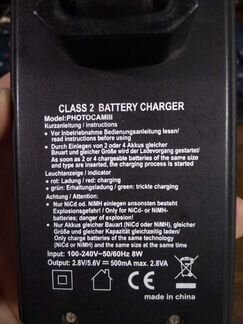 CLASS 2 BATTERY CHARGER
Model:PHOTOCAMIII
Kurzanleitung / instructions
› Vor Inbetriebnahme Bedienungsanleitung lesen/
read instructions before using
› Durch Einlegen von 2 oder 4 Akkus gleicher
Bauart und gleicher Größe wird der Ladevorgang gestartet/
As soon as 2 or 4 chargeable batteries of the same
size and type, are inserted the charging is started
Leuchtanzeige / indicator
› rot: Ladung / red: charging
› grün: Erhaltungsladung / green: trickle charging
Achtung / Attention:
› Nur NiCd od. NiMH einlegen ansonsten besteht
Explosionsgefahr! / Only for NiCd- or NiMH-
batteries; danger of explosion!
› Nur Akkus gleicher Bauart (NiCd oder NiMH), gleicher
Größe und gleicher Kapazität gleichzeitig laden/
Only charge batteries of the same technology
(NiCd or NiMH) and the same size at the same time
Input: 100-240V~50/60Hz 8W
Output: 2.8V/5.6V = 500mA max. 2.8VA
CE
made in china